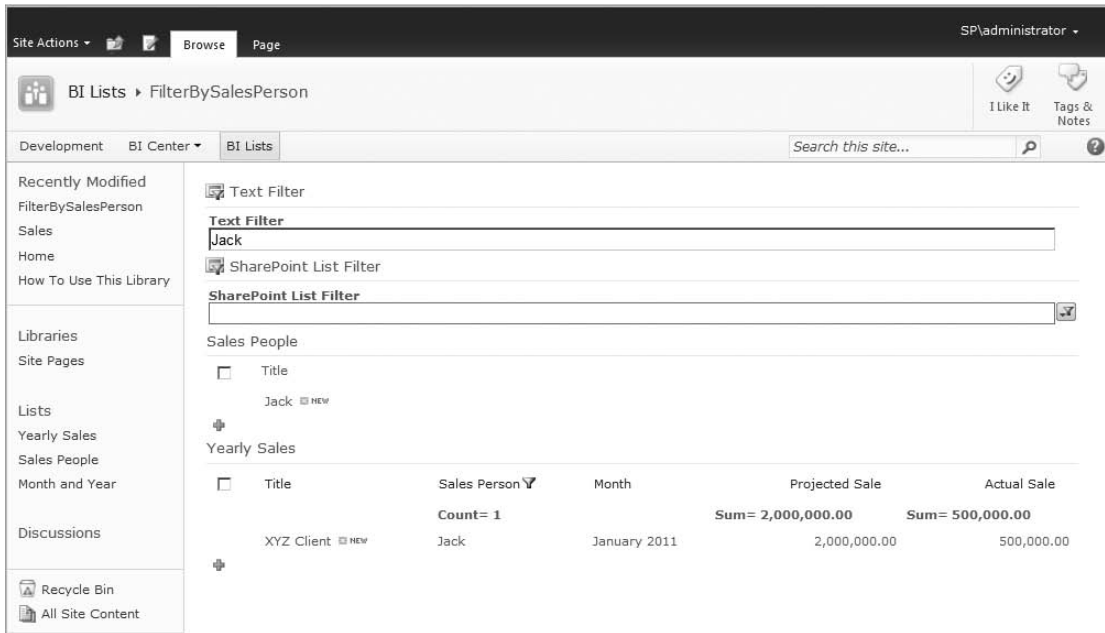 SP\administrator
Site Actions
Browse Page
BI Lists FilterBySalesPerson
I Like It
Tags & Notes
Development BI Center BI Lists
Search this site...
Recently Modified
FilterBySalesPerson
Sales
Home
How To Use This Library
Libraries
Site Pages
Lists
Yearly Sales
Sales People
Month and Year
Discussions
Recycle Bin
All Site Content
Text Filter
Text Filter
Jack
SharePoint List Filter
SharePoint List Filter
Sales People
Title
Jack NEW
Yearly Sales
Title Sales Person Month Projected Sale Actual Sale
Count= 1 Sum= 2,000,000.00 Sum= 500,000.00
XYZ Client NEW Jack January 2011 2,000,000.00 500,000.00